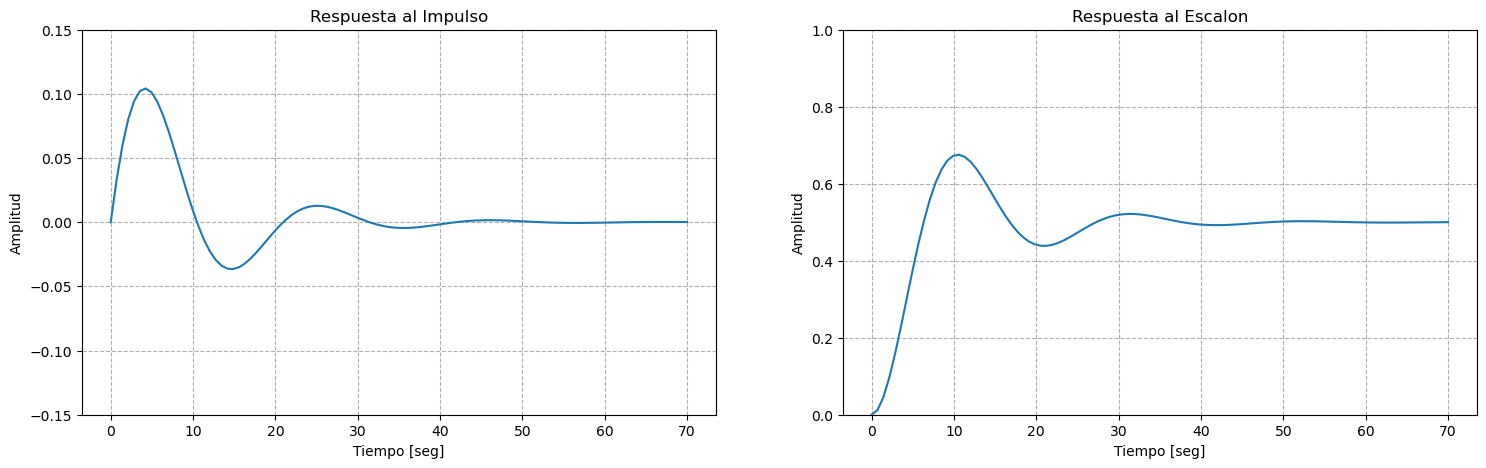 Respuesta al Impulso
0.15
0.10
0.05
0.00
−0.05
−0.10
−0.15
Amplitud
0 10 20 30 40 50 60 70
Tiempo [seg]
Respuesta al Escalon
1.0
0.8
0.6
0.4
0.2
0.0
Amplitud
0 10 20 30 40 50 60 70
Tiempo [seg]